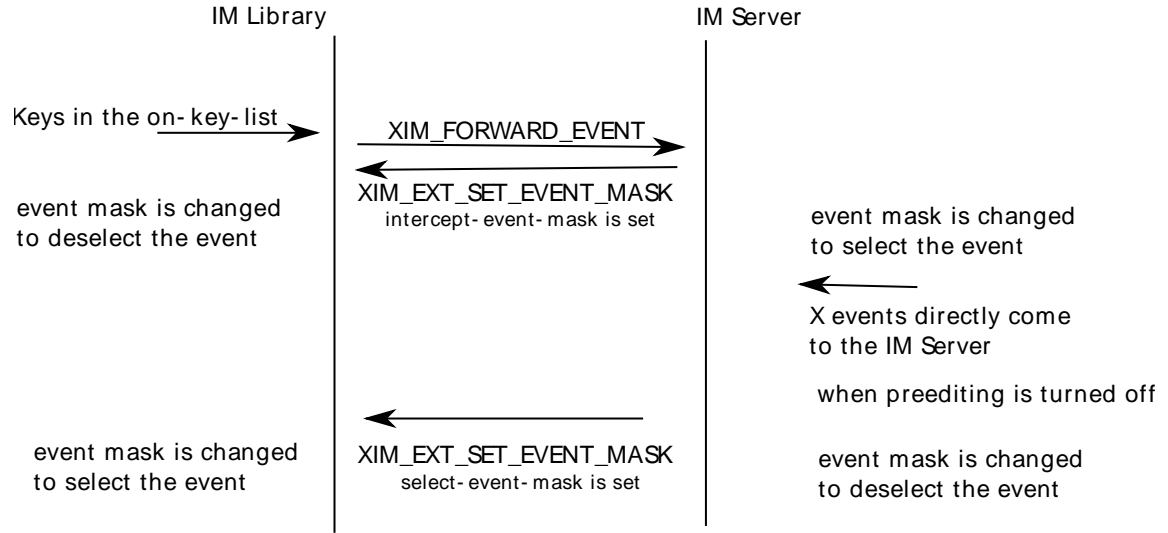 IM Library
IM Server
Keys in the on-key-list
XIM_FORWARD_EVENT
XIM_EXT_SET_EVENT_MASK
intercept-event-mask is set
event mask is changed
to deselect the event
event mask is changed
to select the event
X events directly come
to the IM Server
when preediting is turned off
event mask is changed
to select the event
XIM_EXT_SET_EVENT_MASK
select-event-mask is set
event mask is changed
to deselect the event